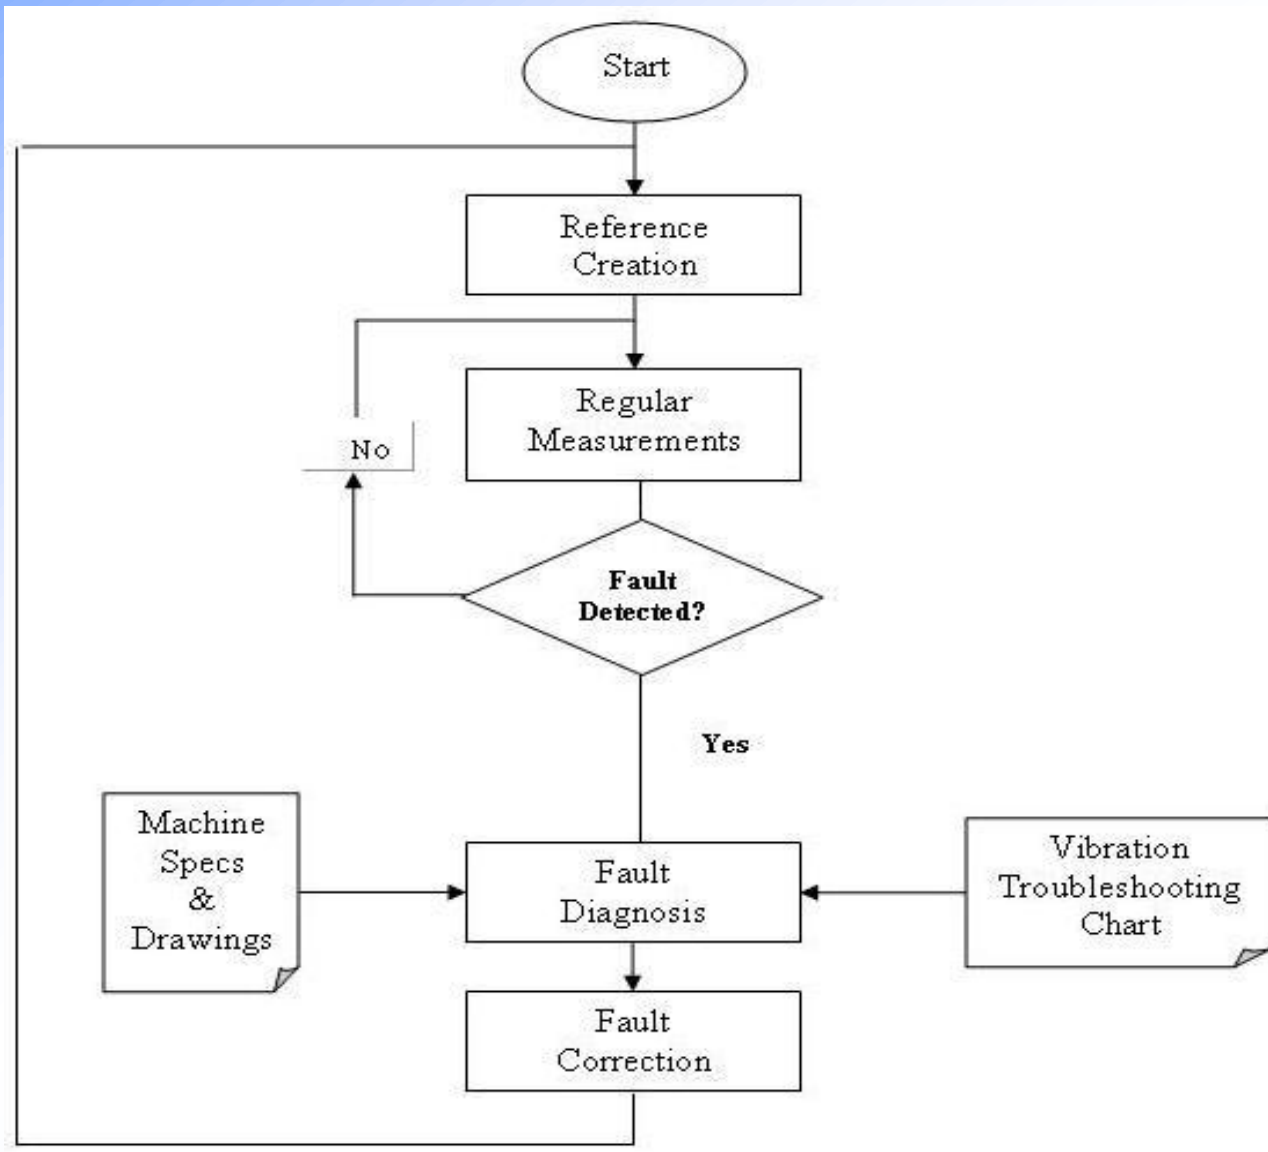 Start
Reference
Creation
Regular
Measurements
No
Fault
Detected?
Yes
Machine
Specs
&
Drawings
Fault
Diagnosis
Vibration
Troubleshooting
Chart
Fault
Correction